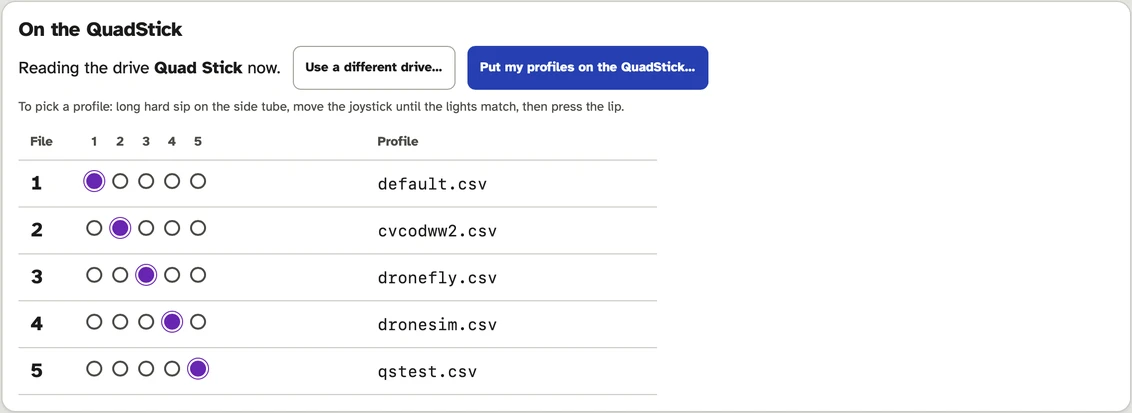 On the QuadStick
Reading the drive Quad Stick now. Use a different drive... Put my profiles on the QuadStick...
To pick a profile: long hard sip on the side tube, move the joystick until the lights match, then press the lip.
File 1 2 3 4 5 Profile
1 default.csv
2 cvcodww2.csv
3 dronefly.csv
4 dronesim.csv
5 qstest.csv